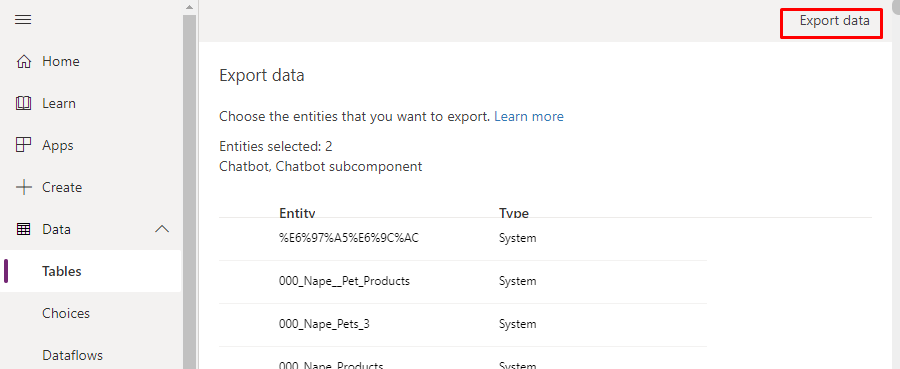 Export data
Home
Learn
Apps
Create
Data
Tables
Choices
Dataflows
Export data
Choose the entities that you want to export. Learn more
Entities selected: 2
Chatbot, Chatbot subcomponent
Entity Type
%E6%97%A5%E6%9C%AC System
000_Nape__Pet_Products System
000_Nape_Pets_3 System
000_Nape_Products System